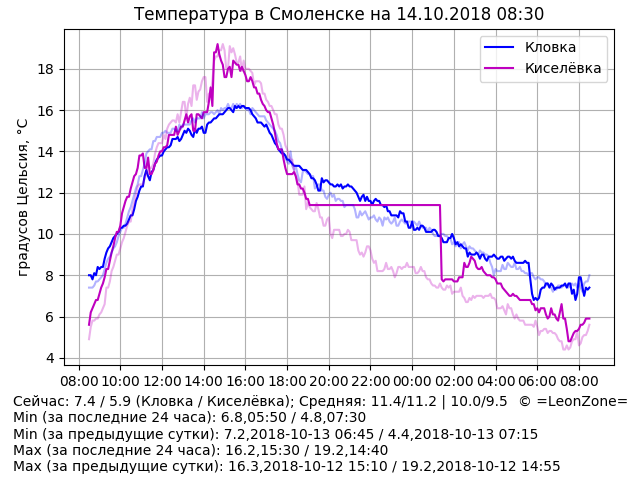 Температура в Смоленске на 14.10.2018 08:30
Кловка
Киселёвка
градусов Цельсия, °C
18
16
14
12
10
8
6
4
08:00 10:00 12:00 14:00 16:00 18:00 20:00 22:00 00:00 02:00 04:00 06:00 08:00
Сейчас: 7.4 / 5.9 (Кловка / Киселёвка); Средняя: 11.4/11.2 | 10.0/9.5 © =LeonZone=
Min (за последние 24 часа): 6.8,05:50 / 4.8,07:30
Min (за предыдущие сутки): 7.2,2018-10-13 06:45 / 4.4,2018-10-13 07:15
Max (за последние 24 часа): 16.2,15:30 / 19.2,14:40
Max (за предыдущие сутки): 16.3,2018-10-12 15:10 / 19.2,2018-10-12 14:55